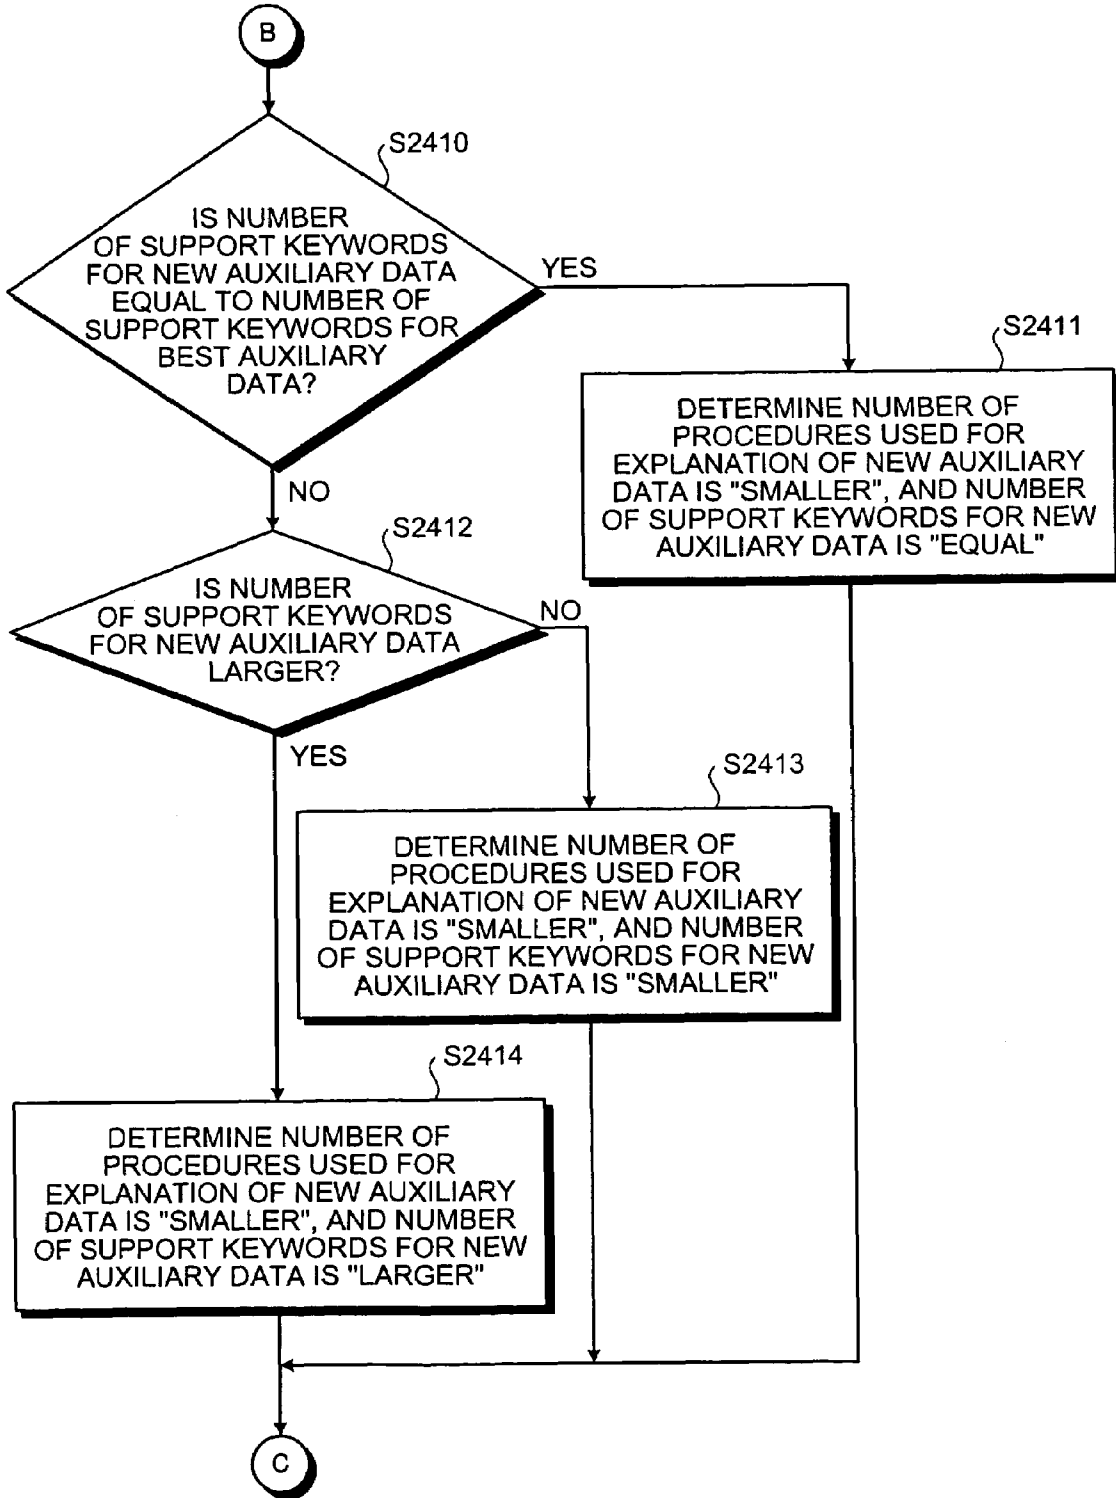 B
S2410
IS NUMBER
OF SUPPORT KEYWORDS
FOR NEW AUXILIARY DATA
EQUAL TO NUMBER OF
SUPPORT KEYWORDS FOR
BEST AUXILIARY
DATA?
YES
NO
S2411
DETERMINE NUMBER OF
PROCEDURES USED FOR
EXPLANATION OF NEW AUXILIARY
DATA IS "SMALLER", AND NUMBER
OF SUPPORT KEYWORDS FOR NEW
AUXILIARY DATA IS "EQUAL"
S2412
IS NUMBER
OF SUPPORT KEYWORDS
FOR NEW AUXILIARY DATA
LARGER?
NO
YES
S2413
DETERMINE NUMBER OF
PROCEDURES USED FOR
EXPLANATION OF NEW AUXILIARY
DATA IS "SMALLER", AND NUMBER
OF SUPPORT KEYWORDS FOR NEW
AUXILIARY DATA IS "SMALLER"
S2414
DETERMINE NUMBER OF
PROCEDURES USED FOR
EXPLANATION OF NEW AUXILIARY
DATA IS "SMALLER", AND NUMBER
OF SUPPORT KEYWORDS FOR NEW
AUXILIARY DATA IS "LARGER"
C